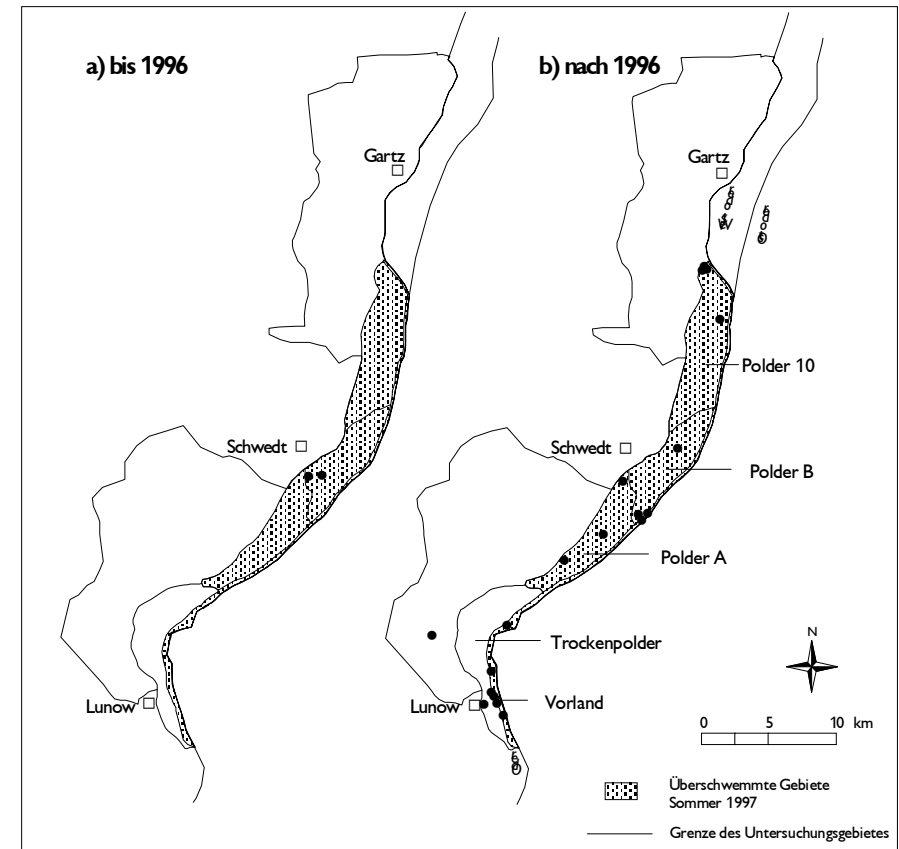 a) bis 1996
b) nach 1996
Gartz
Gartz
Polder 10
Schwedt
Schwedt
Polder B
Polder A
Trockenpolder
N
Lunow
Lunow
Vorland
0 5 10 km
Überschwemmte Gebiete
Sommer 1997
Grenze des Untersuchungsgebietes